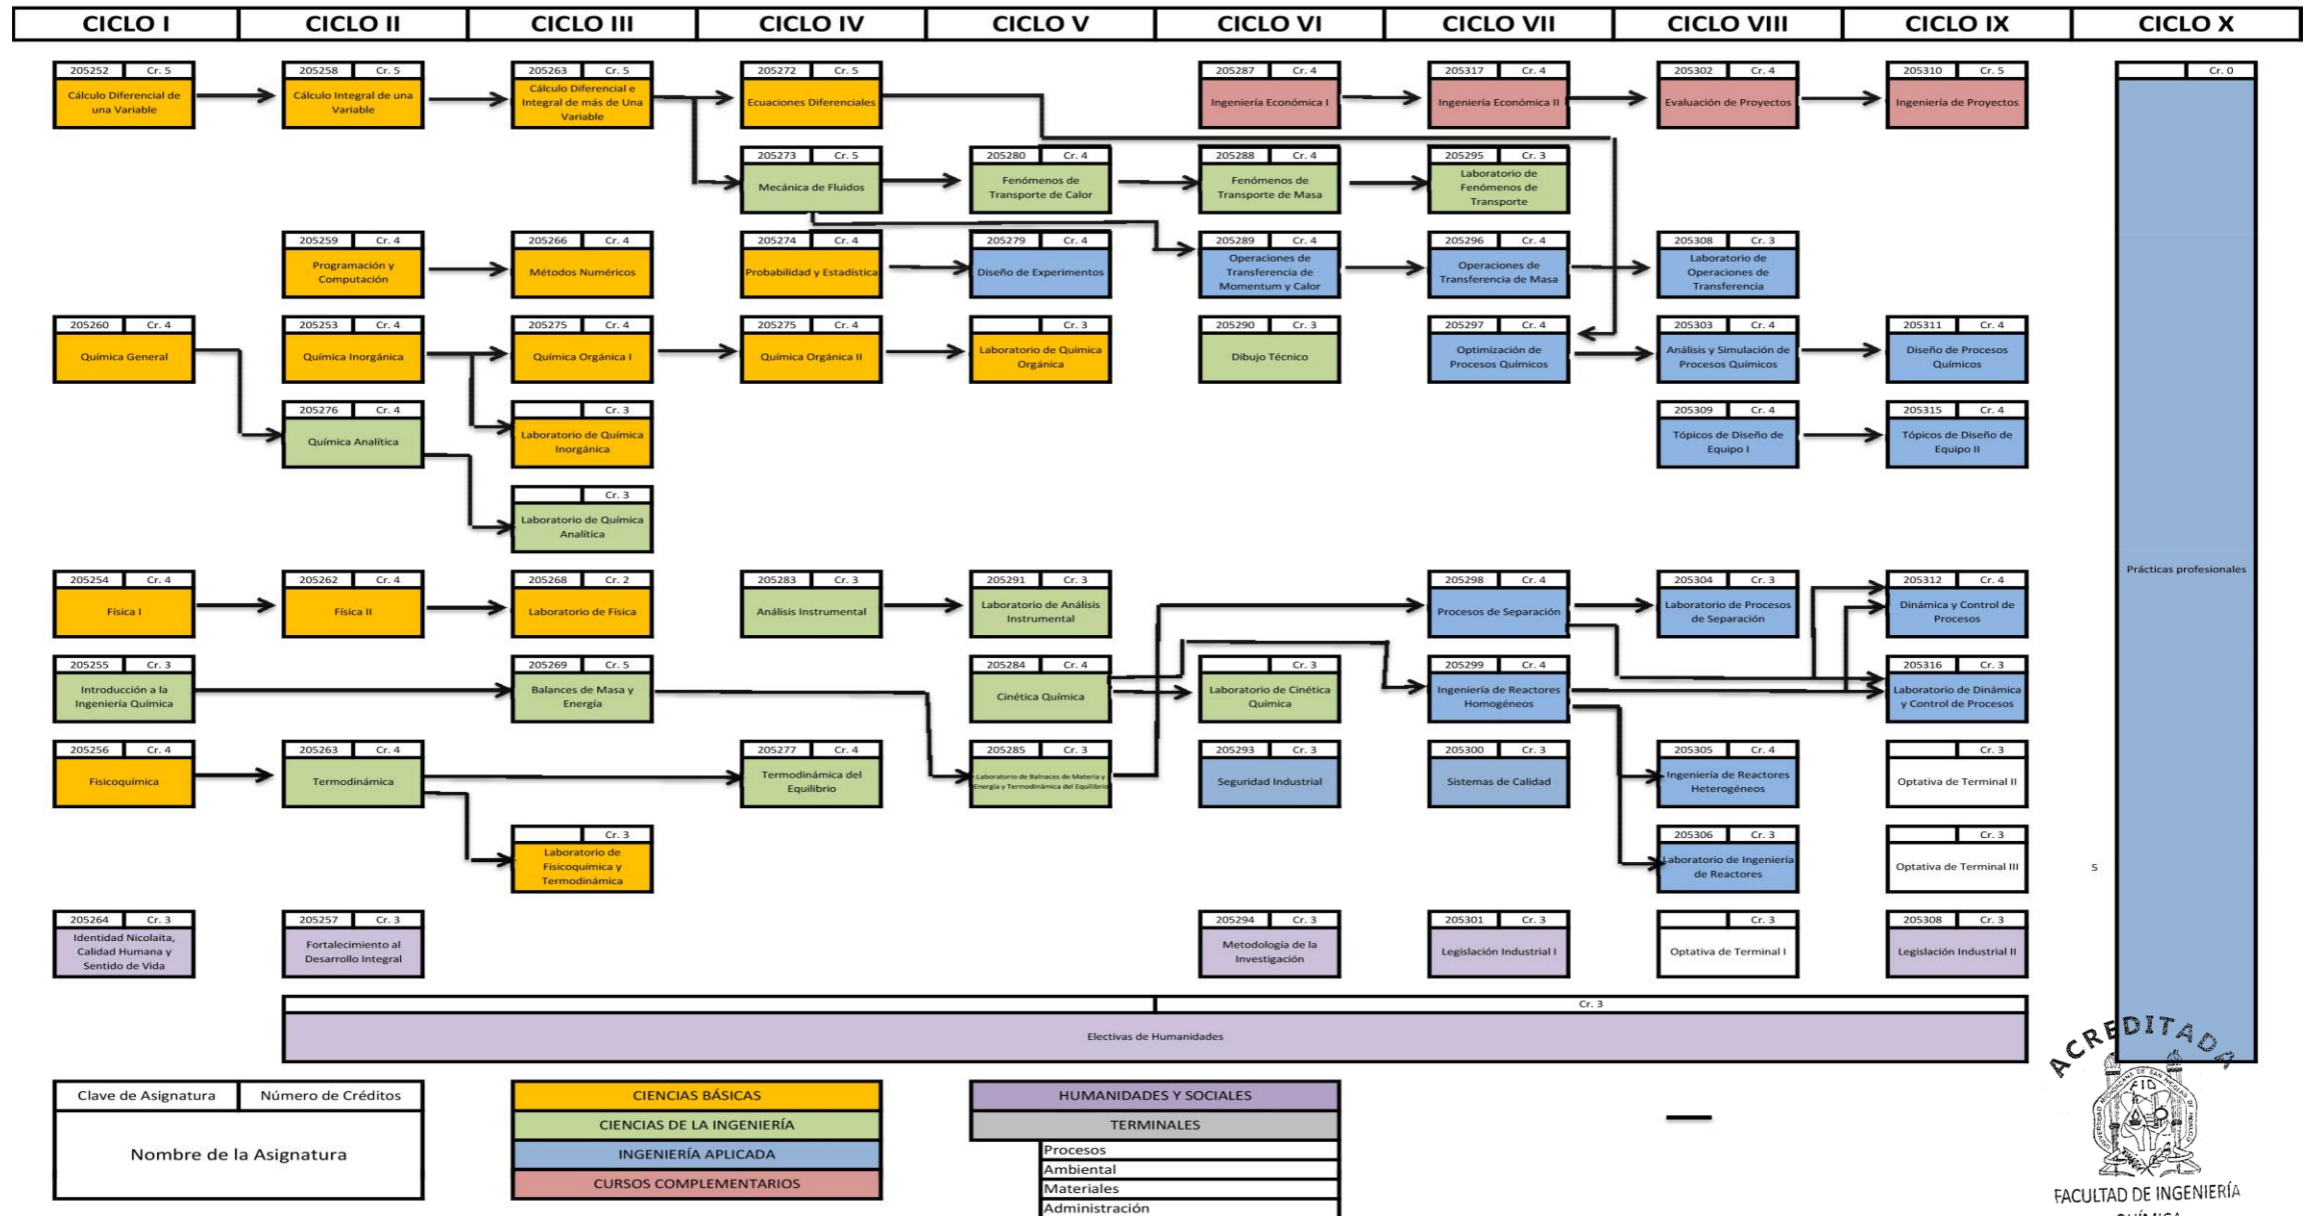 CICLO I CICLO II CICLO III CICLO IV CICLO V CICLO VI CICLO VII CICLO VIII CICLO IX CICLO X
205252 Cr. 5
Cálculo Diferencial de
una Variable
205258 Cr. 5
Cálculo Integral de una
Variable
205263 Cr. 5
Cálculo Diferencial e
Integral de más de Una
Variable
205272 Cr. 5
Ecuaciones Diferenciales
205287 Cr. 4
Ingeniería Económica I
205317 Cr. 4
Ingeniería Económica II
205302 Cr. 4
Evaluación de Proyectos
205310 Cr. 5
Ingeniería de Proyectos
Cr. 0
205273 Cr. 5
Mecánica de Fluidos
205280 Cr. 4
Fenómenos de
Transporte de Calor
205288 Cr. 4
Fenómenos de
Transporte de Masa
205295 Cr. 3
Laboratorio de
Fenómenos de
Transporte
205259 Cr. 4
Programación y
Computación
205266 Cr. 4
Métodos Numéricos
205274 Cr. 4
Probabilidad y Estadística
205279 Cr. 4
Diseño de Experimentos
205289 Cr. 4
Operaciones de
Transferencia de
Momentum y Calor
205296 Cr. 4
Operaciones de
Transferencia de Masa
205308 Cr. 3
Laboratorio de
Operaciones de
Transferencia
205260 Cr. 4
Química General
205253 Cr. 4
Química Inorgánica
205275 Cr. 4
Química Orgánica I
205275 Cr. 4
Química Orgánica II
Cr. 3
Laboratorio de Química
Orgánica
205290 Cr. 3
Dibujo Técnico
205297 Cr. 4
Optimización de
Procesos Químicos
205303 Cr. 4
Análisis y Simulación de
Procesos Químicos
205311 Cr. 4
Diseño de Procesos
Químicos
205276 Cr. 4
Química Analítica
Cr. 3
Laboratorio de Química
Inorgánica
205309 Cr. 4
Tópicos de Diseño de
Equipo I
205315 Cr. 4
Tópicos de Diseño de
Equipo II
Cr. 3
Laboratorio de Química
Analítica
205254 Cr. 4
Física I
205262 Cr. 4
Física II
205268 Cr. 2
Laboratorio de Física
205283 Cr. 3
Análisis Instrumental
205291 Cr. 3
Laboratorio de Análisis
Instrumental
205298 Cr. 4
Procesos de Separación
205304 Cr. 3
Laboratorio de Procesos
de Separación
205312 Cr. 4
Dinámica y Control de
Procesos
Prácticas profesionales
205255 Cr. 3
Introducción a la
Ingeniería Química
205269 Cr. 5
Balances de Masa y
Energía
205284 Cr. 4
Cinética Química
Cr. 3
Laboratorio de Cinética
Química
205299 Cr. 4
Ingeniería de Reactores
Homogéneos
205316 Cr. 3
Laboratorio de Dinámica
y Control de Procesos
205256 Cr. 4
Fisicoquímica
205263 Cr. 4
Termodinámica
205277 Cr. 4
Termodinámica del
Equilibrio
205285 Cr. 3
Laboratorio de Balnaces de Materia y
Energía y Termodinámica del Equilibrio
205293 Cr. 3
Seguridad Industrial
205300 Cr. 3
Sistemas de Calidad
205305 Cr. 4
Ingeniería de Reactores
Heterogéneos
Cr. 3
Optativa de Terminal II
Cr. 3
Laboratorio de
Fisicoquímica y
Termodinámica
205306 Cr. 3
Laboratorio de Ingeniería
de Reactores
Cr. 3
Optativa de Terminal III
5
205264 Cr. 3
Identidad Nicolaita,
Calidad Humana y
Sentido de Vida
205257 Cr. 3
Fortalecimiento al
Desarrollo Integral
205294 Cr. 3
Metodología de la
Investigación
205301 Cr. 3
Legislación Industrial I
Cr. 3
Optativa de Terminal I
205308 Cr. 3
Legislación Industrial II
Cr. 3
Electivas de Humanidades
Clave de Asignatura Número de Créditos
Nombre de la Asignatura
CIENCIAS BÁSICAS
CIENCIAS DE LA INGENIERÍA
INGENIERÍA APLICADA
CURSOS COMPLEMENTARIOS
HUMANIDADES Y SOCIALES
TERMINALES
Procesos
Ambiental
Materiales
Administración
ACREDITADA
FIQ
FACULTAD DE INGENIERÍA
QUÍMICA